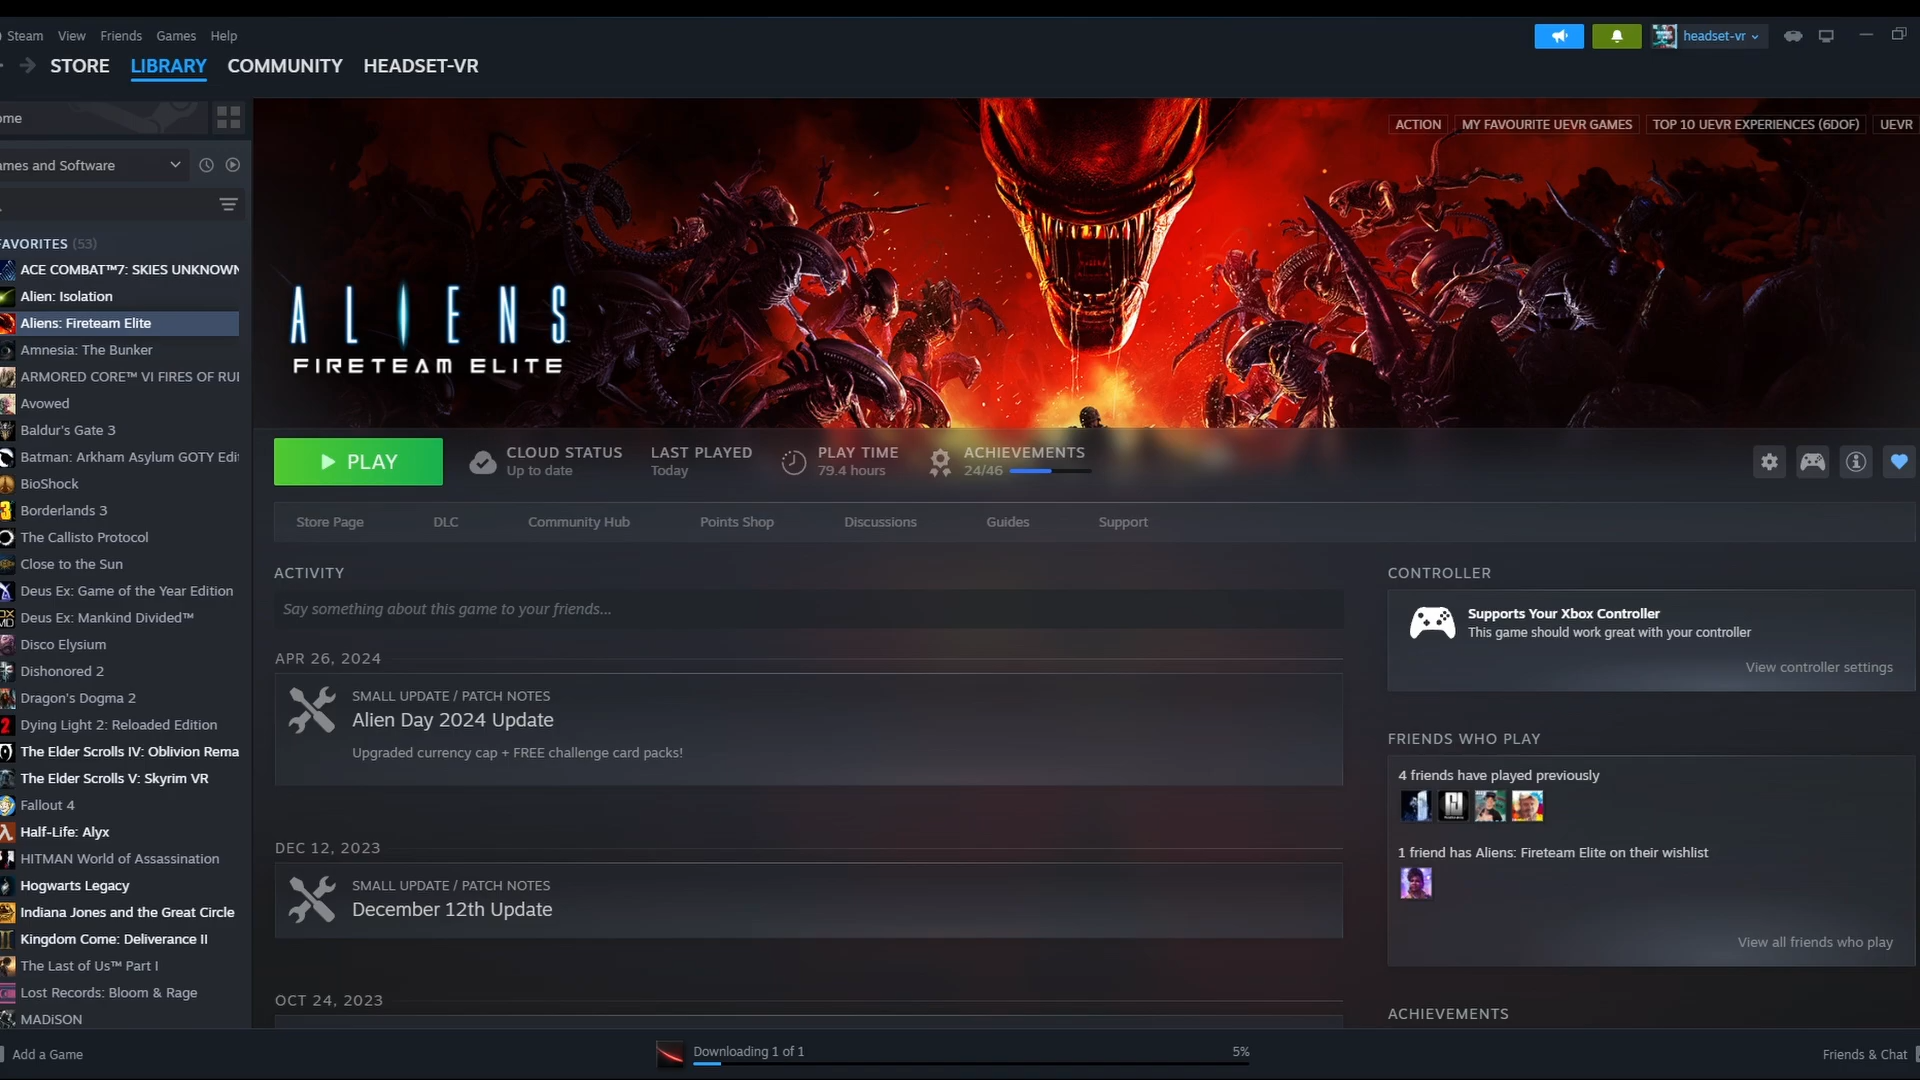 Steam View Friends Games Help
headset-vr
STORE LIBRARY COMMUNITY HEADSET-VR
ome
ames and Software
FAVORITES (53)
ACE COMBAT™7: SKIES UNKNOWN
Alien: Isolation
Aliens: Fireteam Elite
Amnesia: The Bunker
ARMORED CORE™ VI FIRES OF RUI
Avowed
Baldur's Gate 3
Batman: Arkham Asylum GOTY Edit
BioShock
Borderlands 3
The Callisto Protocol
Close to the Sun
Deus Ex: Game of the Year Edition
Deus Ex: Mankind Divided™
Disco Elysium
Dishonored 2
Dragon's Dogma 2
Dying Light 2: Reloaded Edition
The Elder Scrolls IV: Oblivion Rema
The Elder Scrolls V: Skyrim VR
Fallout 4
Half-Life: Alyx
HITMAN World of Assassination
Hogwarts Legacy
Indiana Jones and the Great Circle
Kingdom Come: Deliverance II
The Last of Us™ Part I
Lost Records: Bloom & Rage
MADiSON
Add a Game
ACTION MY FAVOURITE UEVR GAMES TOP 10 UEVR EXPERIENCES (6DOF) UEVR
ALIENS
FIRETEAM ELITE
PLAY
CLOUD STATUS
Up to date
LAST PLAYED
Today
PLAY TIME
79.4 hours
ACHIEVEMENTS
24/46
Store Page DLC Community Hub Points Shop Discussions Guides Support
ACTIVITY
Say something about this game to your friends...
APR 26, 2024
SMALL UPDATE / PATCH NOTES
Alien Day 2024 Update
Upgraded currency cap + FREE challenge card packs!
DEC 12, 2023
SMALL UPDATE / PATCH NOTES
December 12th Update
OCT 24, 2023
CONTROLLER
Supports Your Xbox Controller
This game should work great with your controller
View controller settings
FRIENDS WHO PLAY
4 friends have played previously
1 friend has Aliens: Fireteam Elite on their wishlist
View all friends who play
ACHIEVEMENTS
Downloading 1 of 1 5%
Friends & Chat